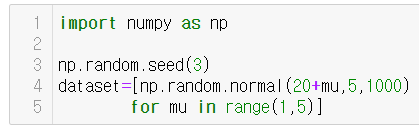 1 import numpy as np
2
3 np.random.seed(3)
4 dataset=[np.random.normal(20+mu,5,1000)
5         for mu in range(1,5)]